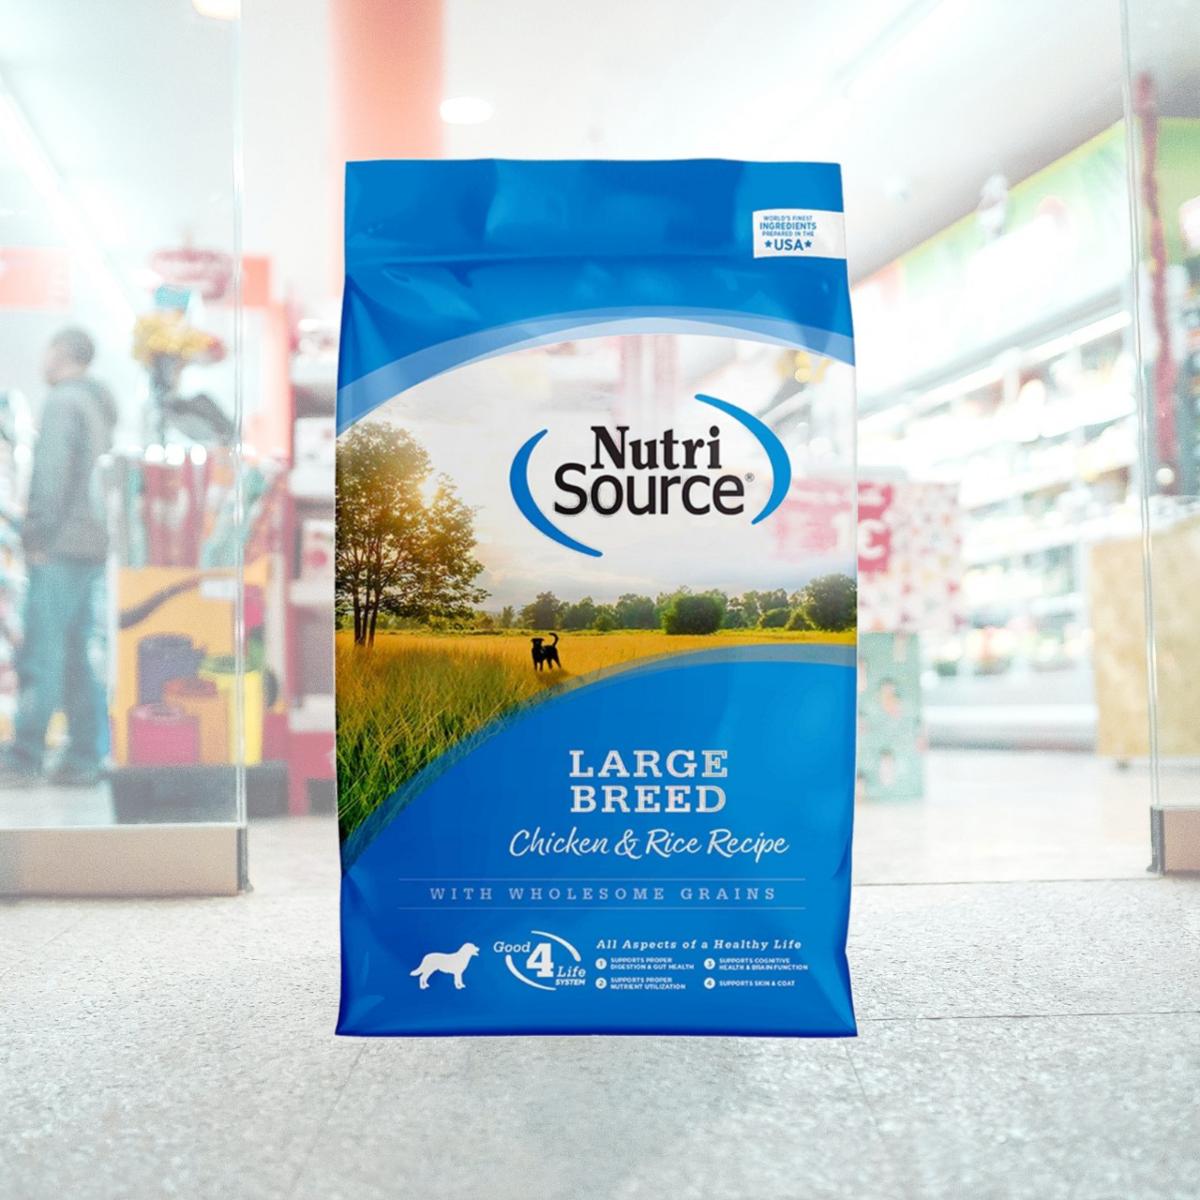 WORLD'S FINEST
INGREDIENTS
PREPARED IN THE
★USA★
Nutri
Source®
LARGE
BREED
Chicken & Rice Recipe
WITH WHOLESOME GRAINS
Good
4
Life
SYSTEM
All Aspects of a Healthy Life
1 SUPPORTS PROPER
DIGESTION & GUT HEALTH
2 SUPPORTS PROPER
NUTRIENT UTILIZATION
3 SUPPORTS COGNITIVE
HEALTH & BRAIN FUNCTION
4 SUPPORTS SKIN & COAT